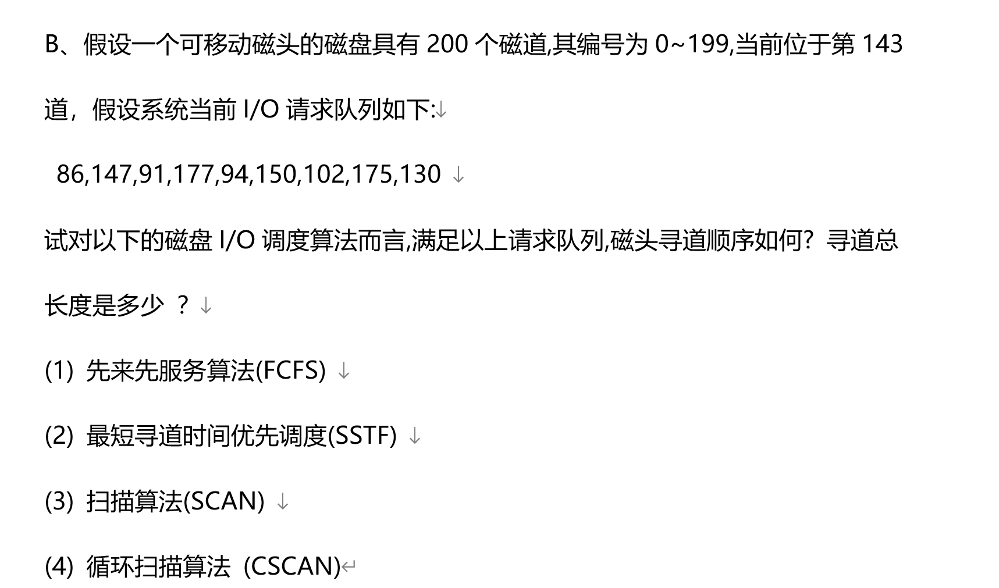 B、假设一个可移动磁头的磁盘具有 200 个磁道,其编号为 0~199,当前位于第 143
道，假设系统当前 I/O 请求队列如下:↓
86,147,91,177,94,150,102,175,130 ↓
试对以下的磁盘 I/O 调度算法而言,满足以上请求队列,磁头寻道顺序如何？寻道总
长度是多少 ？↓
(1) 先来先服务算法(FCFS) ↓
(2) 最短寻道时间优先调度(SSTF) ↓
(3) 扫描算法(SCAN) ↓
(4) 循环扫描算法 (CSCAN)↵